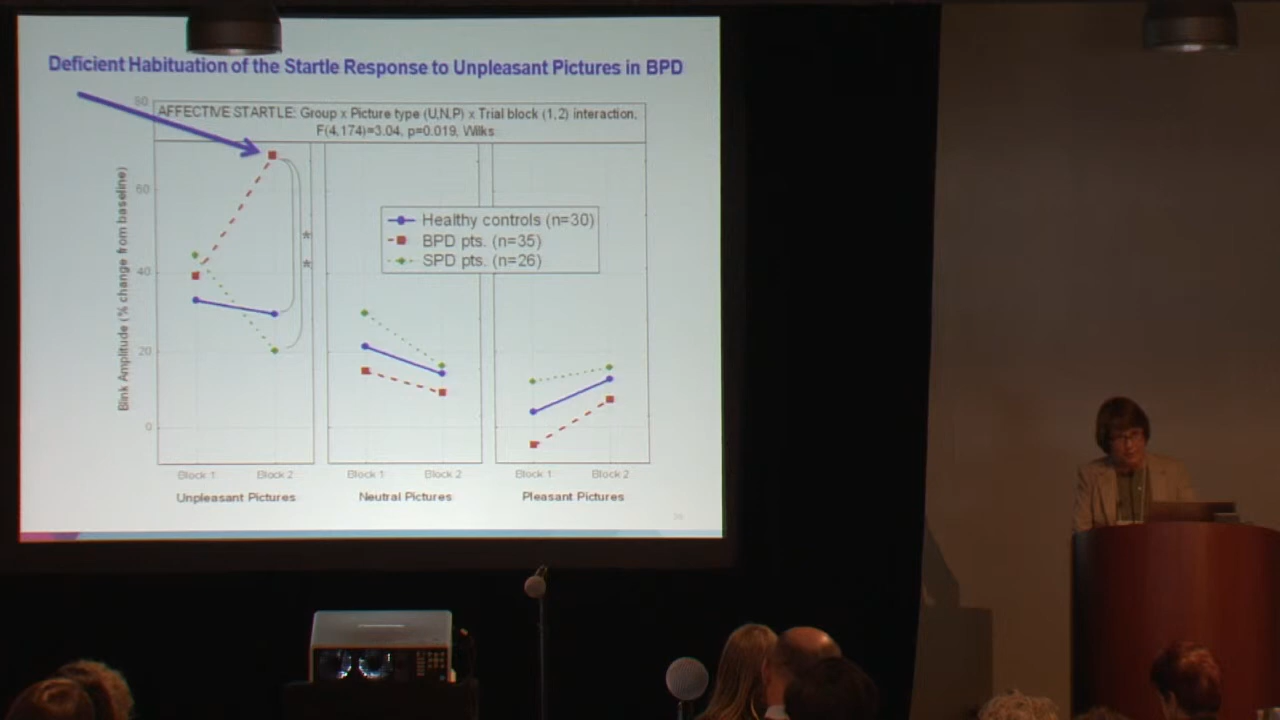 Deficient Habituation of the Startle Response to Unpleasant Pictures in BPD
AFFECTIVE STARTLE: Group x Picture type (U,N,P) x Trial block (1,2) interaction,
F(4,174)=3.04, p=0.019, Wilks
Blink Amplitude (% change from baseline)
80
60
40
20
0
*
*
Healthy controls (n=30)
BPD pts. (n=35)
SPD pts. (n=26)
Block 1 Block 2 Block 1 Block 2 Block 1 Block 2
Unpleasant Pictures Neutral Pictures Pleasant Pictures